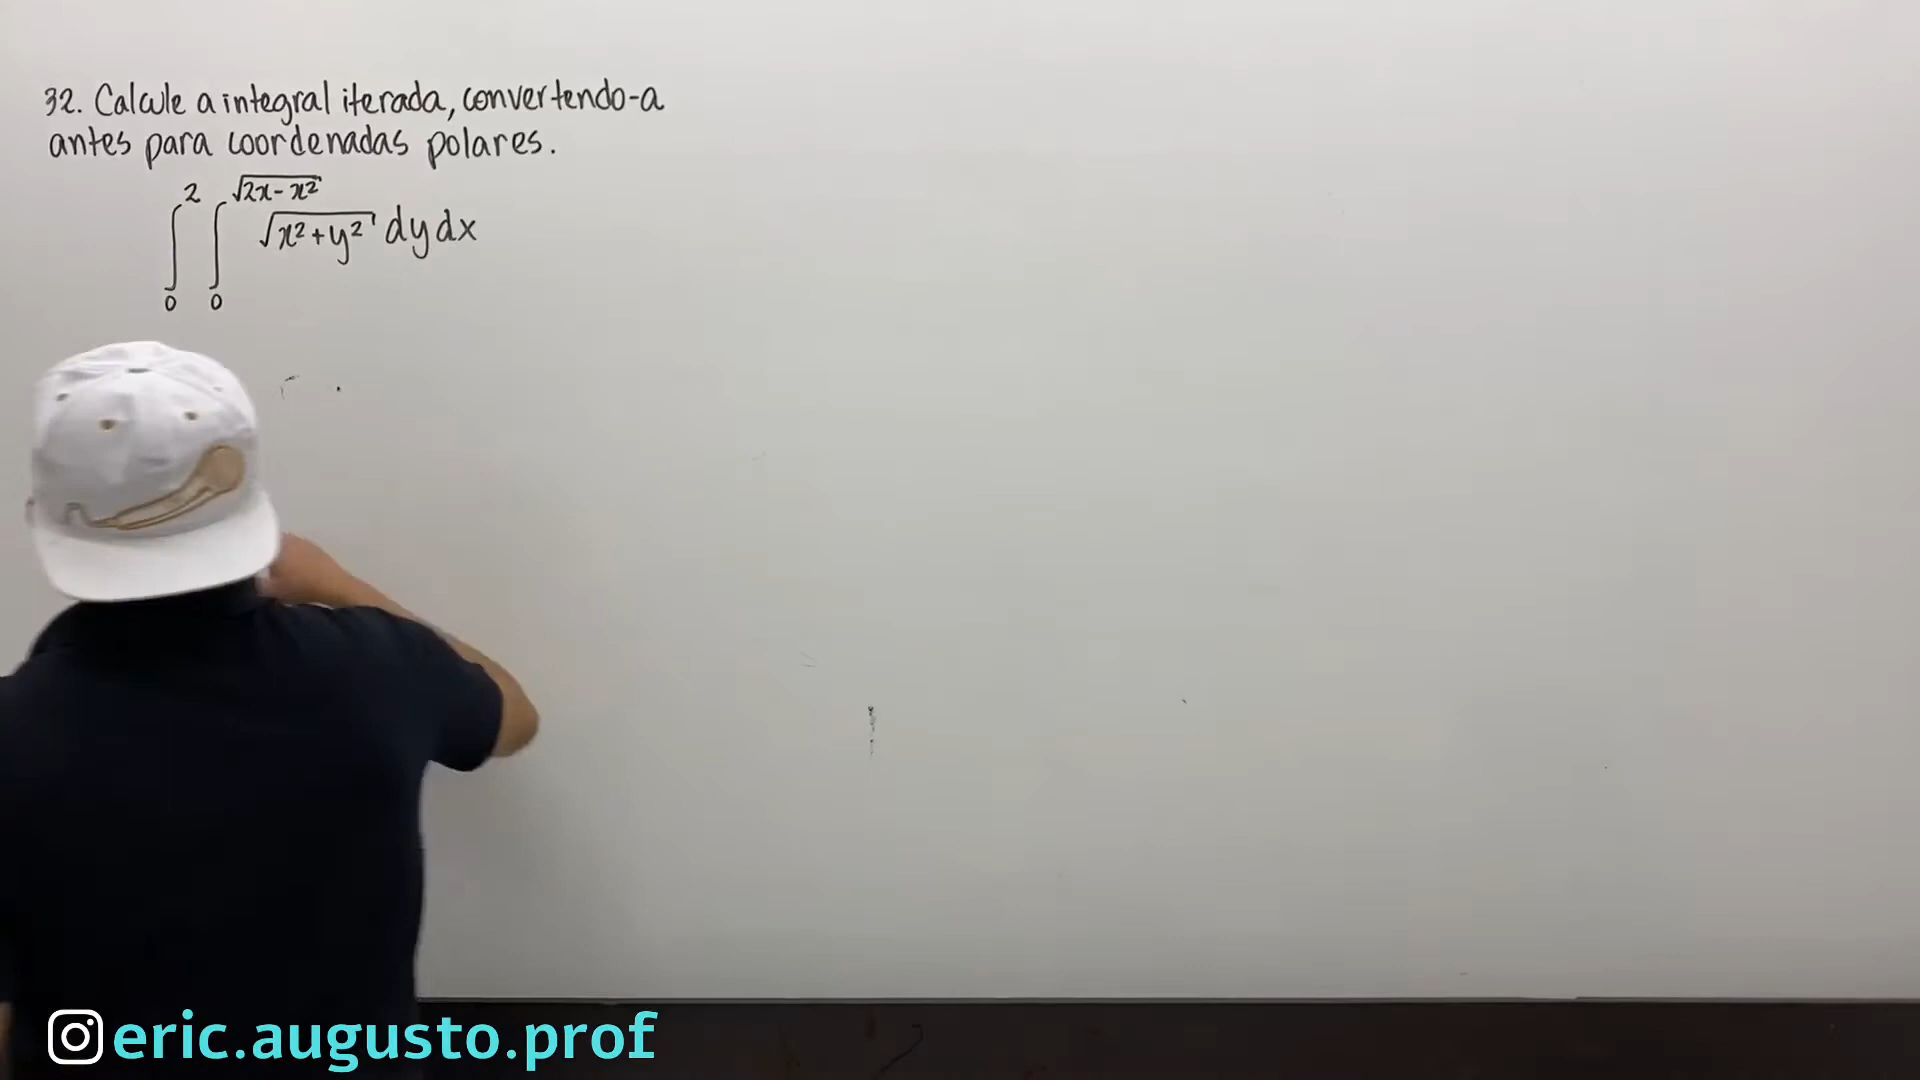 32. Calcule a integral iterada, convertendo-a
antes para coordenadas polares.
∫₀² ∫₀^√(2x-x²) √(x²+y²) dy dx
eric.augusto.prof